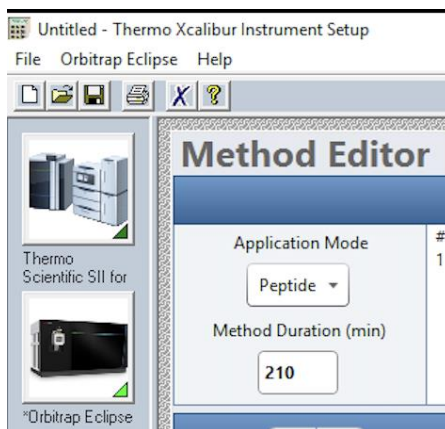 Untitled - Thermo Xcalibur Instrument Setup
File Orbitrap Eclipse Help
Method Editor
Application Mode
#
1
Peptide
Method Duration (min)
210
Thermo
Scientific SII for
*Orbitrap Eclipse